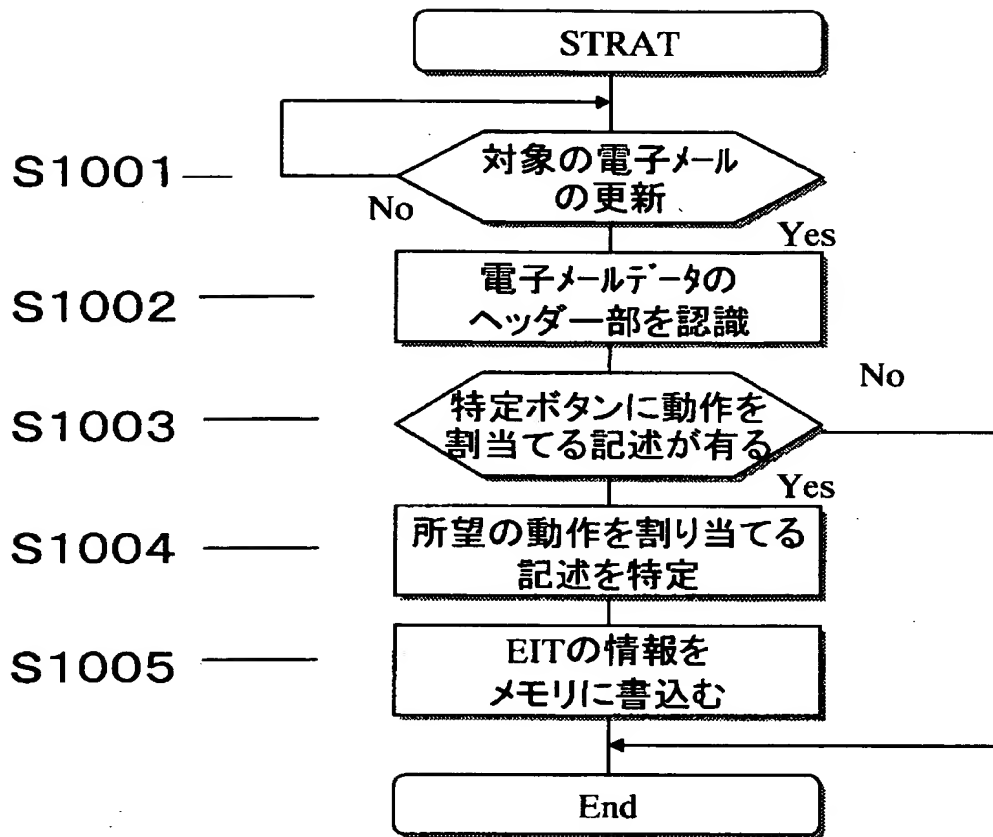 STRAT
S1001
対象の電子メール
の更新
No
Yes
S1002
電子メールデータの
ヘッダー部を認識
No
S1003
特定ボタンに動作を
割当てる記述が有る
Yes
S1004
所望の動作を割り当てる
記述を特定
S1005
EITの情報を
メモリに書込む
End